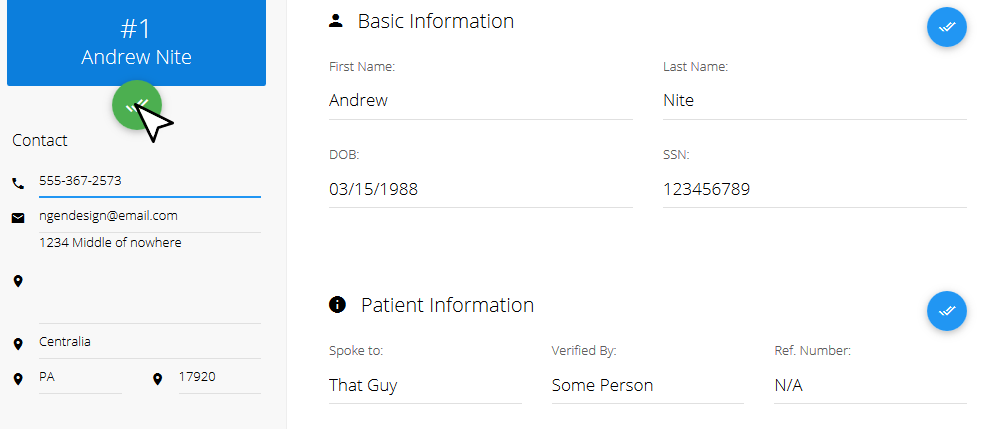 #1
Andrew Nite
Contact
555-367-2573
ngendesign@email.com
1234 Middle of nowhere
Centralia
PA 17920
Basic Information
First Name: Last Name:
Andrew Nite
DOB: SSN:
03/15/1988 123456789
Patient Information
Spoke to: Verified By: Ref. Number:
That Guy Some Person N/A